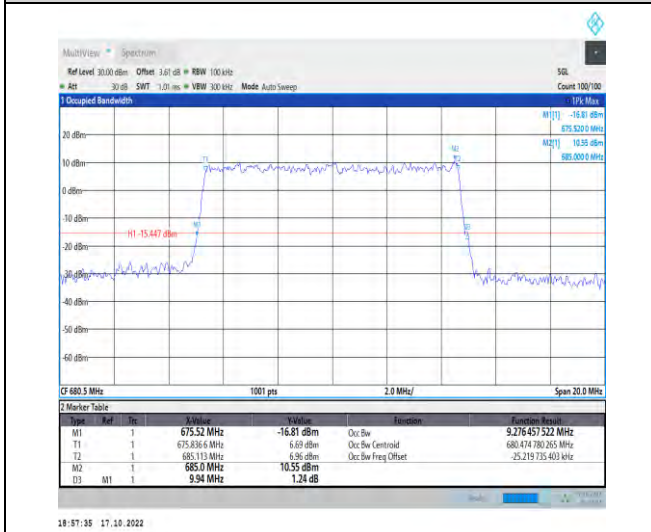 MultiView Spectrum
Ref Level 30.00 dBm Offset 3.61 dB RBW 100 kHz SGL
Att 30 dB SWT 1.01 ms VBW 300 kHz Mode Auto Sweep Count 100/100
1 Occupied Bandwidth 1Pk Max
M1[1] -16.81 dBm
675.520 0 MHz
M2[1] 10.55 dBm
685.000 0 MHz
20 dBm
M2
T1
10 dBm
0 dBm
-10 dBm
M1
H1 -15.447 dBm
-20 dBm
-30 dBm
-40 dBm
-50 dBm
-60 dBm
CF 680.5 MHz 1001 pts 2.0 MHz/ Span 20.0 MHz
2 Marker Table
Type Ref Trc X-Value Y-Value Function Function Result
M1 1 675.52 MHz -16.81 dBm Occ Bw 9.276 457 522 MHz
T1 1 675.836 6 MHz 6.69 dBm Occ Bw Centroid 680.474 780 265 MHz
T2 1 685.113 MHz 6.96 dBm Occ Bw Freq Offset -25.219 735 403 kHz
M2 1 685.0 MHz 10.55 dBm
D3 M1 1 9.94 MHz 1.24 dB
18:57:35 17.10.2022